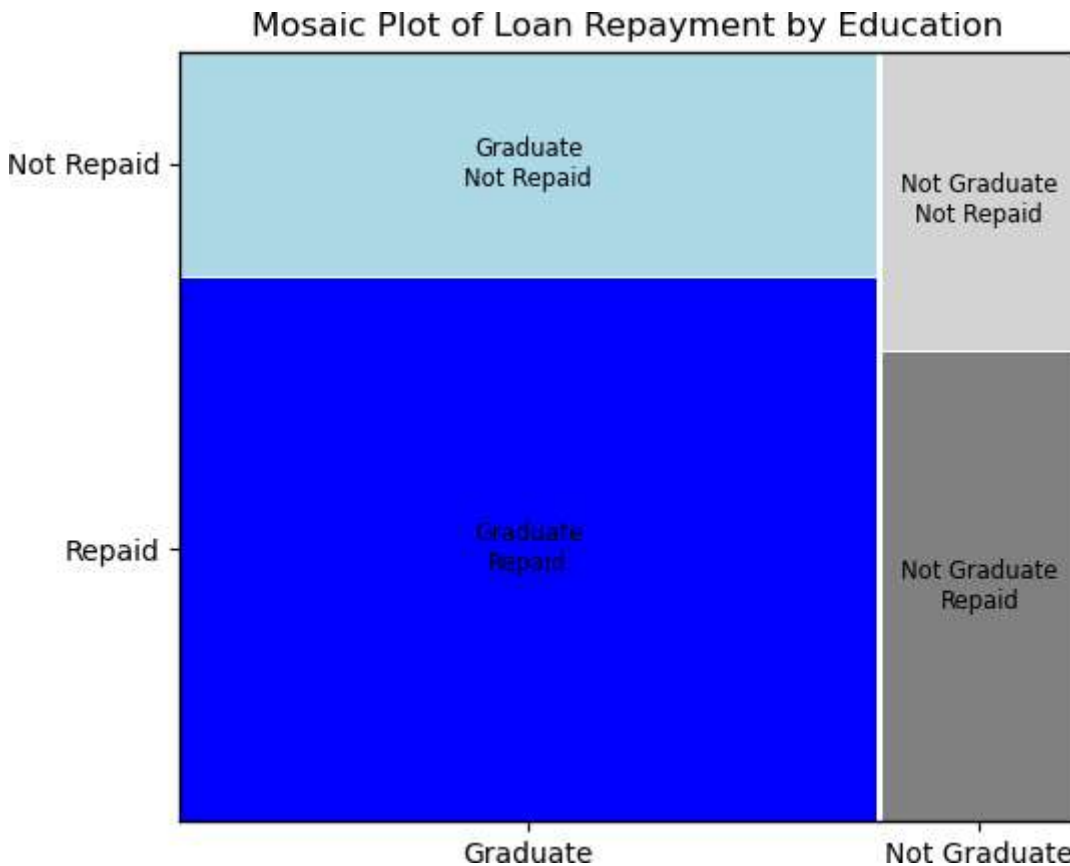 Mosaic Plot of Loan Repayment by Education
Not Repaid
Graduate
Not Repaid
Not Graduate
Not Repaid
Repaid
Graduate
Repaid
Not Graduate
Repaid
Graduate
Not Graduate